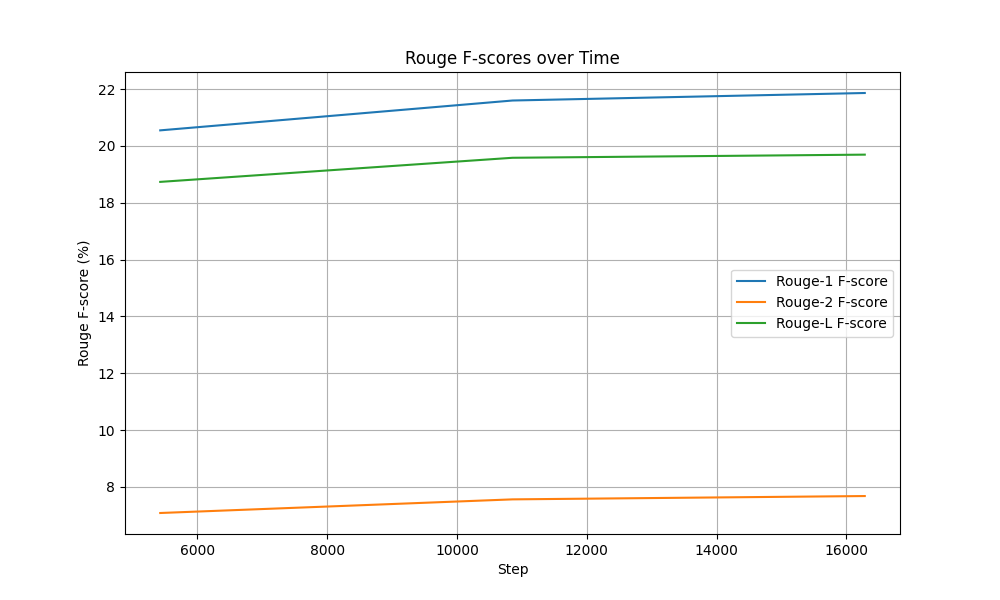 Rouge F-scores over Time
Rouge F-score (%)
22
20
18
16
14
12
10
8
Rouge-1 F-score
Rouge-2 F-score
Rouge-L F-score
6000 8000 10000 12000 14000 16000
Step